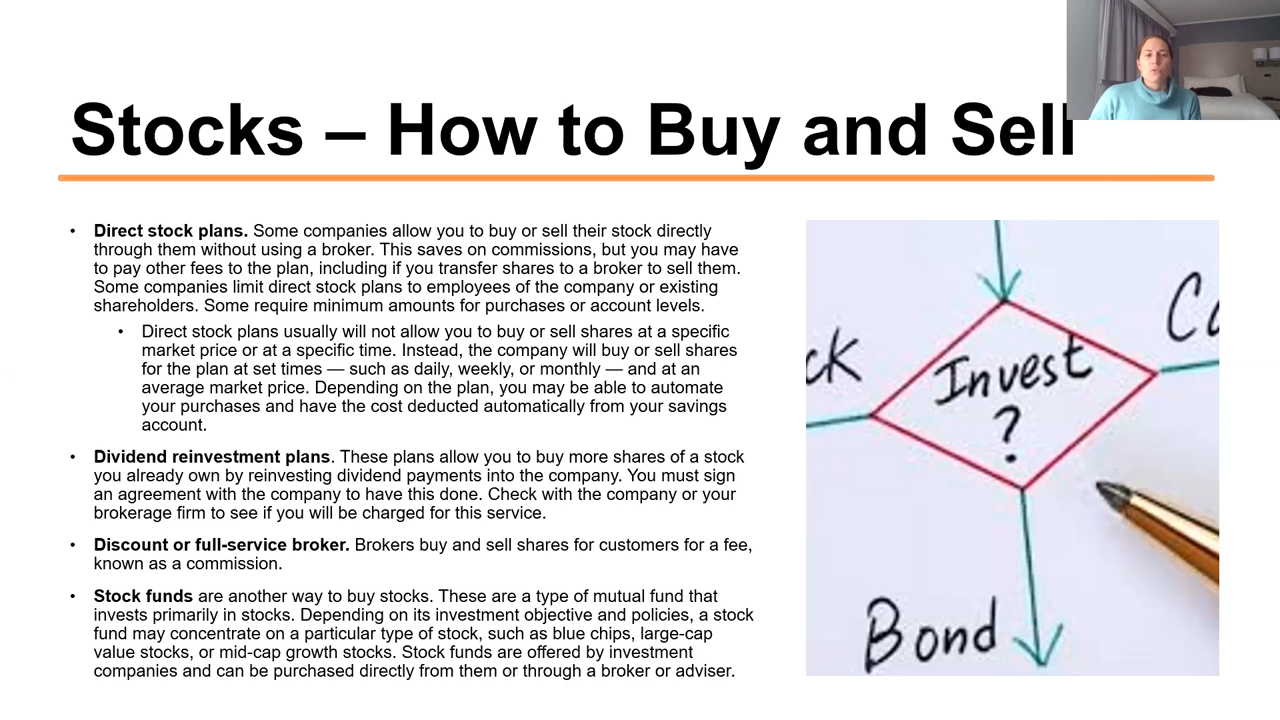 Stocks – How to Buy and Sell
• Direct stock plans. Some companies allow you to buy or sell their stock directly
through them without using a broker. This saves on commissions, but you may have
to pay other fees to the plan, including if you transfer shares to a broker to sell them.
Some companies limit direct stock plans to employees of the company or existing
shareholders. Some require minimum amounts for purchases or account levels.
• Direct stock plans usually will not allow you to buy or sell shares at a specific
market price or at a specific time. Instead, the company will buy or sell shares
for the plan at set times — such as daily, weekly, or monthly — and at an
average market price. Depending on the plan, you may be able to automate
your purchases and have the cost deducted automatically from your savings
account.
• Dividend reinvestment plans. These plans allow you to buy more shares of a stock
you already own by reinvesting dividend payments into the company. You must sign
an agreement with the company to have this done. Check with the company or your
brokerage firm to see if you will be charged for this service.
• Discount or full-service broker. Brokers buy and sell shares for customers for a fee,
known as a commission.
• Stock funds are another way to buy stocks. These are a type of mutual fund that
invests primarily in stocks. Depending on its investment objective and policies, a stock
fund may concentrate on a particular type of stock, such as blue chips, large-cap
value stocks, or mid-cap growth stocks. Stock funds are offered by investment
companies and can be purchased directly from them or through a broker or adviser.
ck
Invest
?
Bond